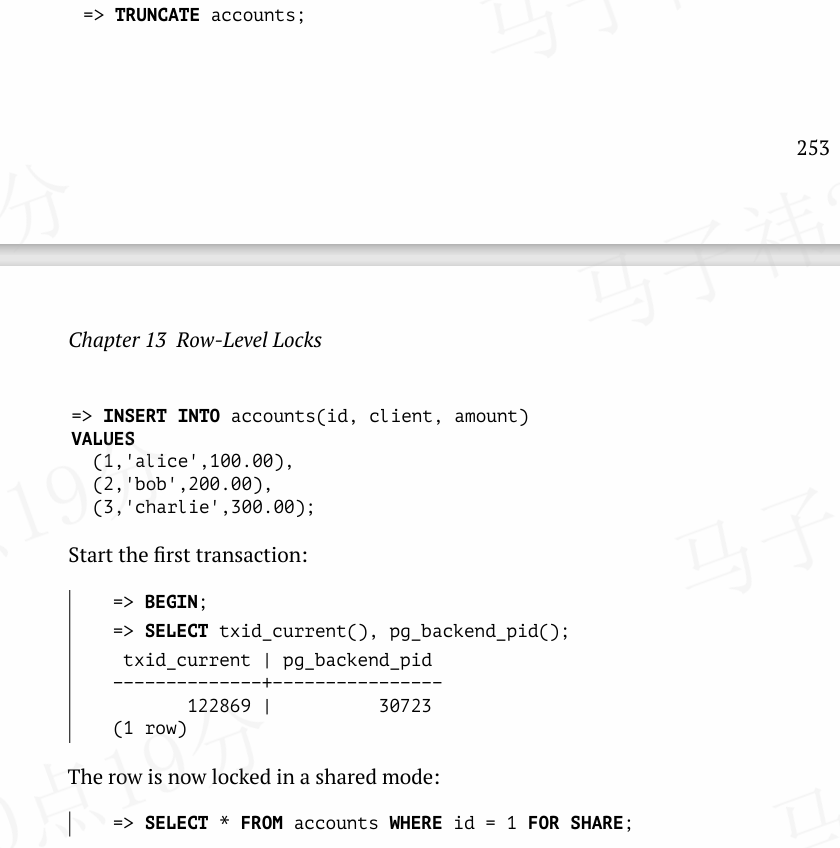 => TRUNCATE accounts;
253
Chapter 13 Row-Level Locks
=> INSERT INTO accounts(id, client, amount)
VALUES
(1,'alice',100.00),
(2,'bob',200.00),
(3,'charlie',300.00);
Start the first transaction:
=> BEGIN;
=> SELECT txid_current(), pg_backend_pid();
txid_current | pg_backend_pid
--------------+----------------
122869 | 30723
(1 row)
The row is now locked in a shared mode:
=> SELECT * FROM accounts WHERE id = 1 FOR SHARE;